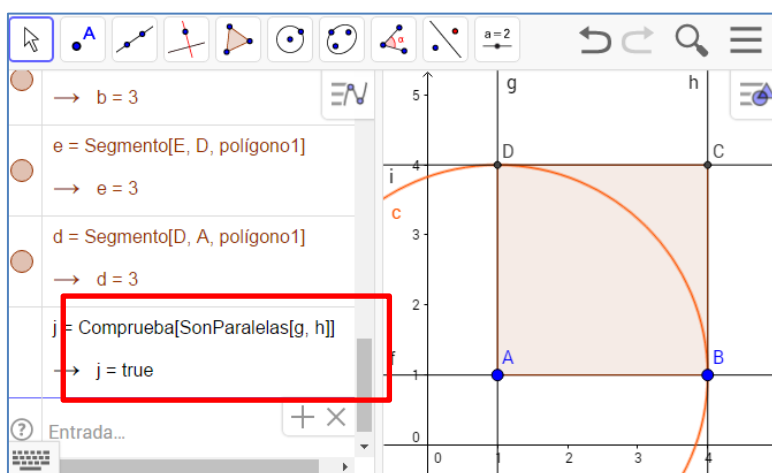 A
α
a = 2
→ b = 3
e = Segmento[E, D, polígono1]
→ e = 3
d = Segmento[D, A, polígono1]
→ d = 3
j = Comprueba[SonParalelas[g, h]]
→ j = true
Entrada...
g
h
5
D
C
4
i
c
3
2
f
A
B
1
0
0
1
2
3
4